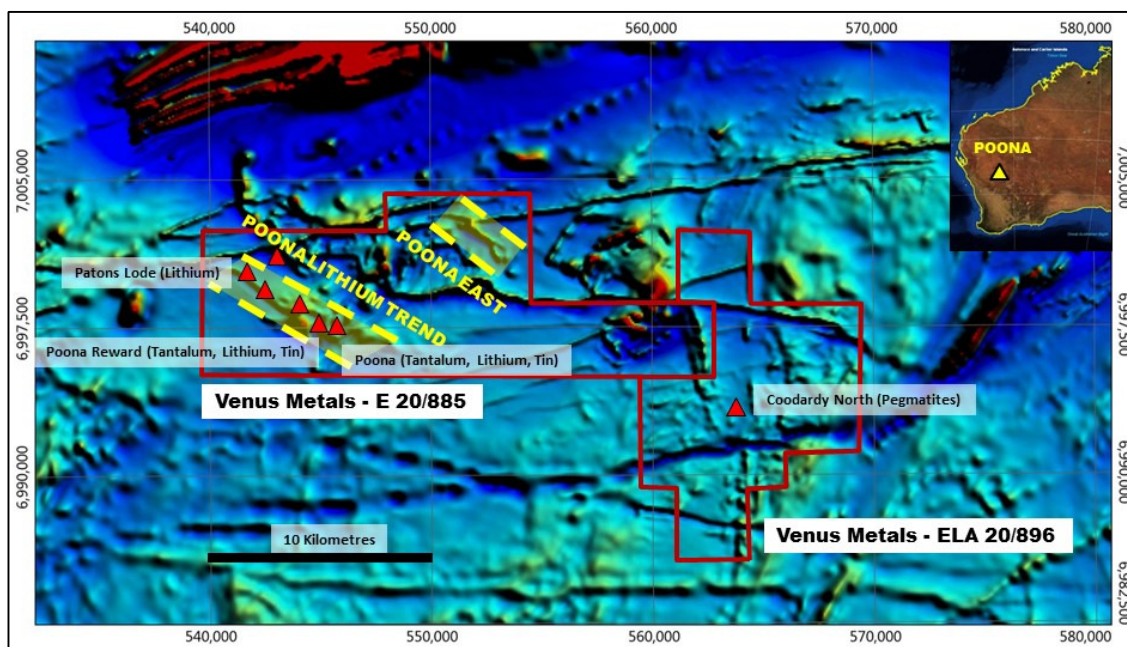 540,000 550,000 560,000 570,000 580,000
POONA
7,005,000
7,005,000
POONA LITHIUM TREND
POONA EAST
Patons Lode (Lithium)
6,997,500
6,997,500
Poona Reward (Tantalum, Lithium, Tin)
Poona (Tantalum, Lithium, Tin)
Venus Metals - E 20/885
Coodardy North (Pegmatites)
6,990,000
6,990,000
10 Kilometres
Venus Metals - ELA 20/896
6,982,500
540,000 550,000 560,000 570,000 580,000